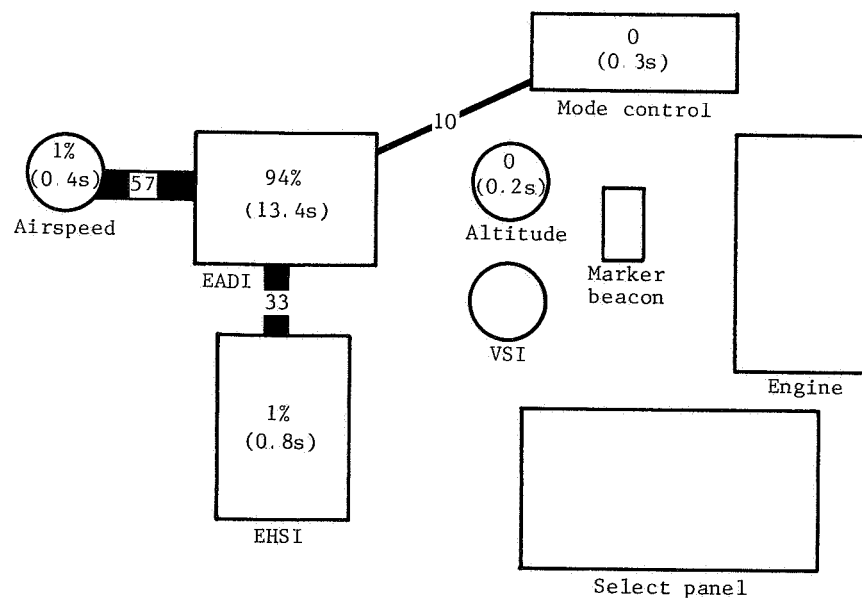 0
(0.3s)
Mode control
10
1%
(0.4s)
57
Airspeed
94%
(13.4s)
EADI
0
(0.2s)
Altitude
Marker
beacon
33
VSI
Engine
1%
(0.8s)
EHSI
Select panel